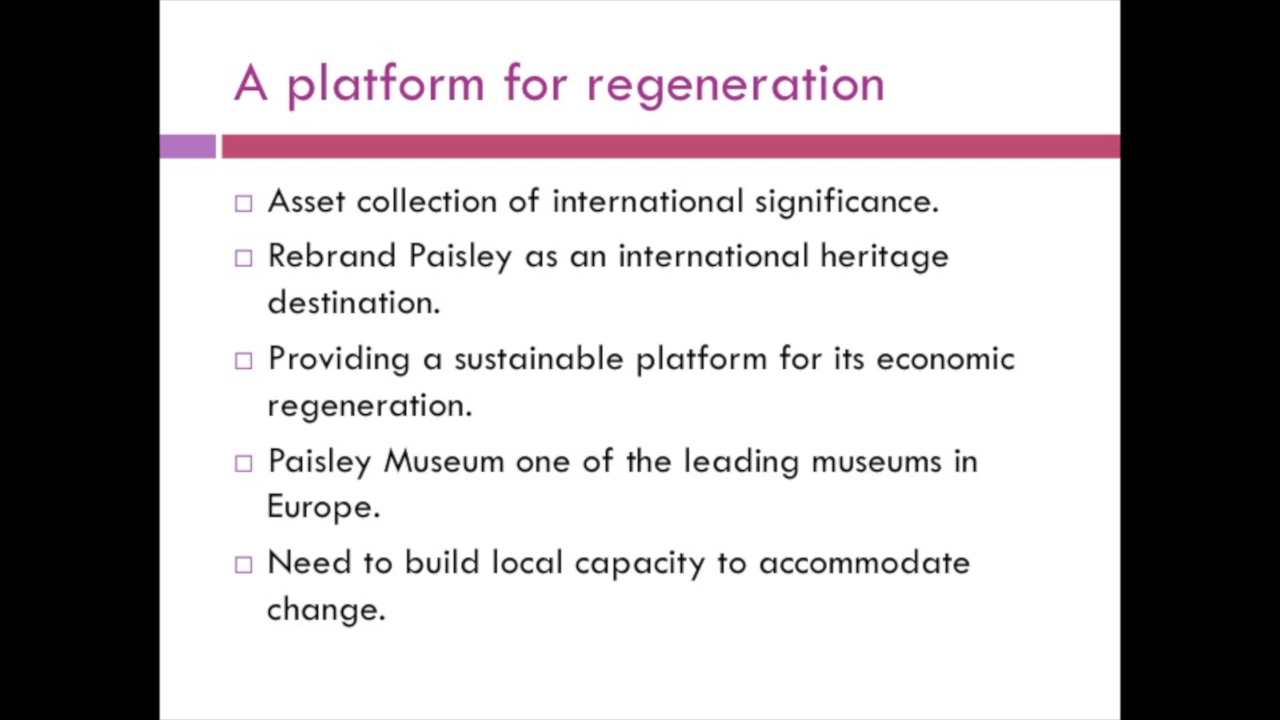 A platform for regeneration
Asset collection of international significance.
Rebrand Paisley as an international heritage
destination.
Providing a sustainable platform for its economic
regeneration.
Paisley Museum one of the leading museums in
Europe.
Need to build local capacity to accommodate
change.